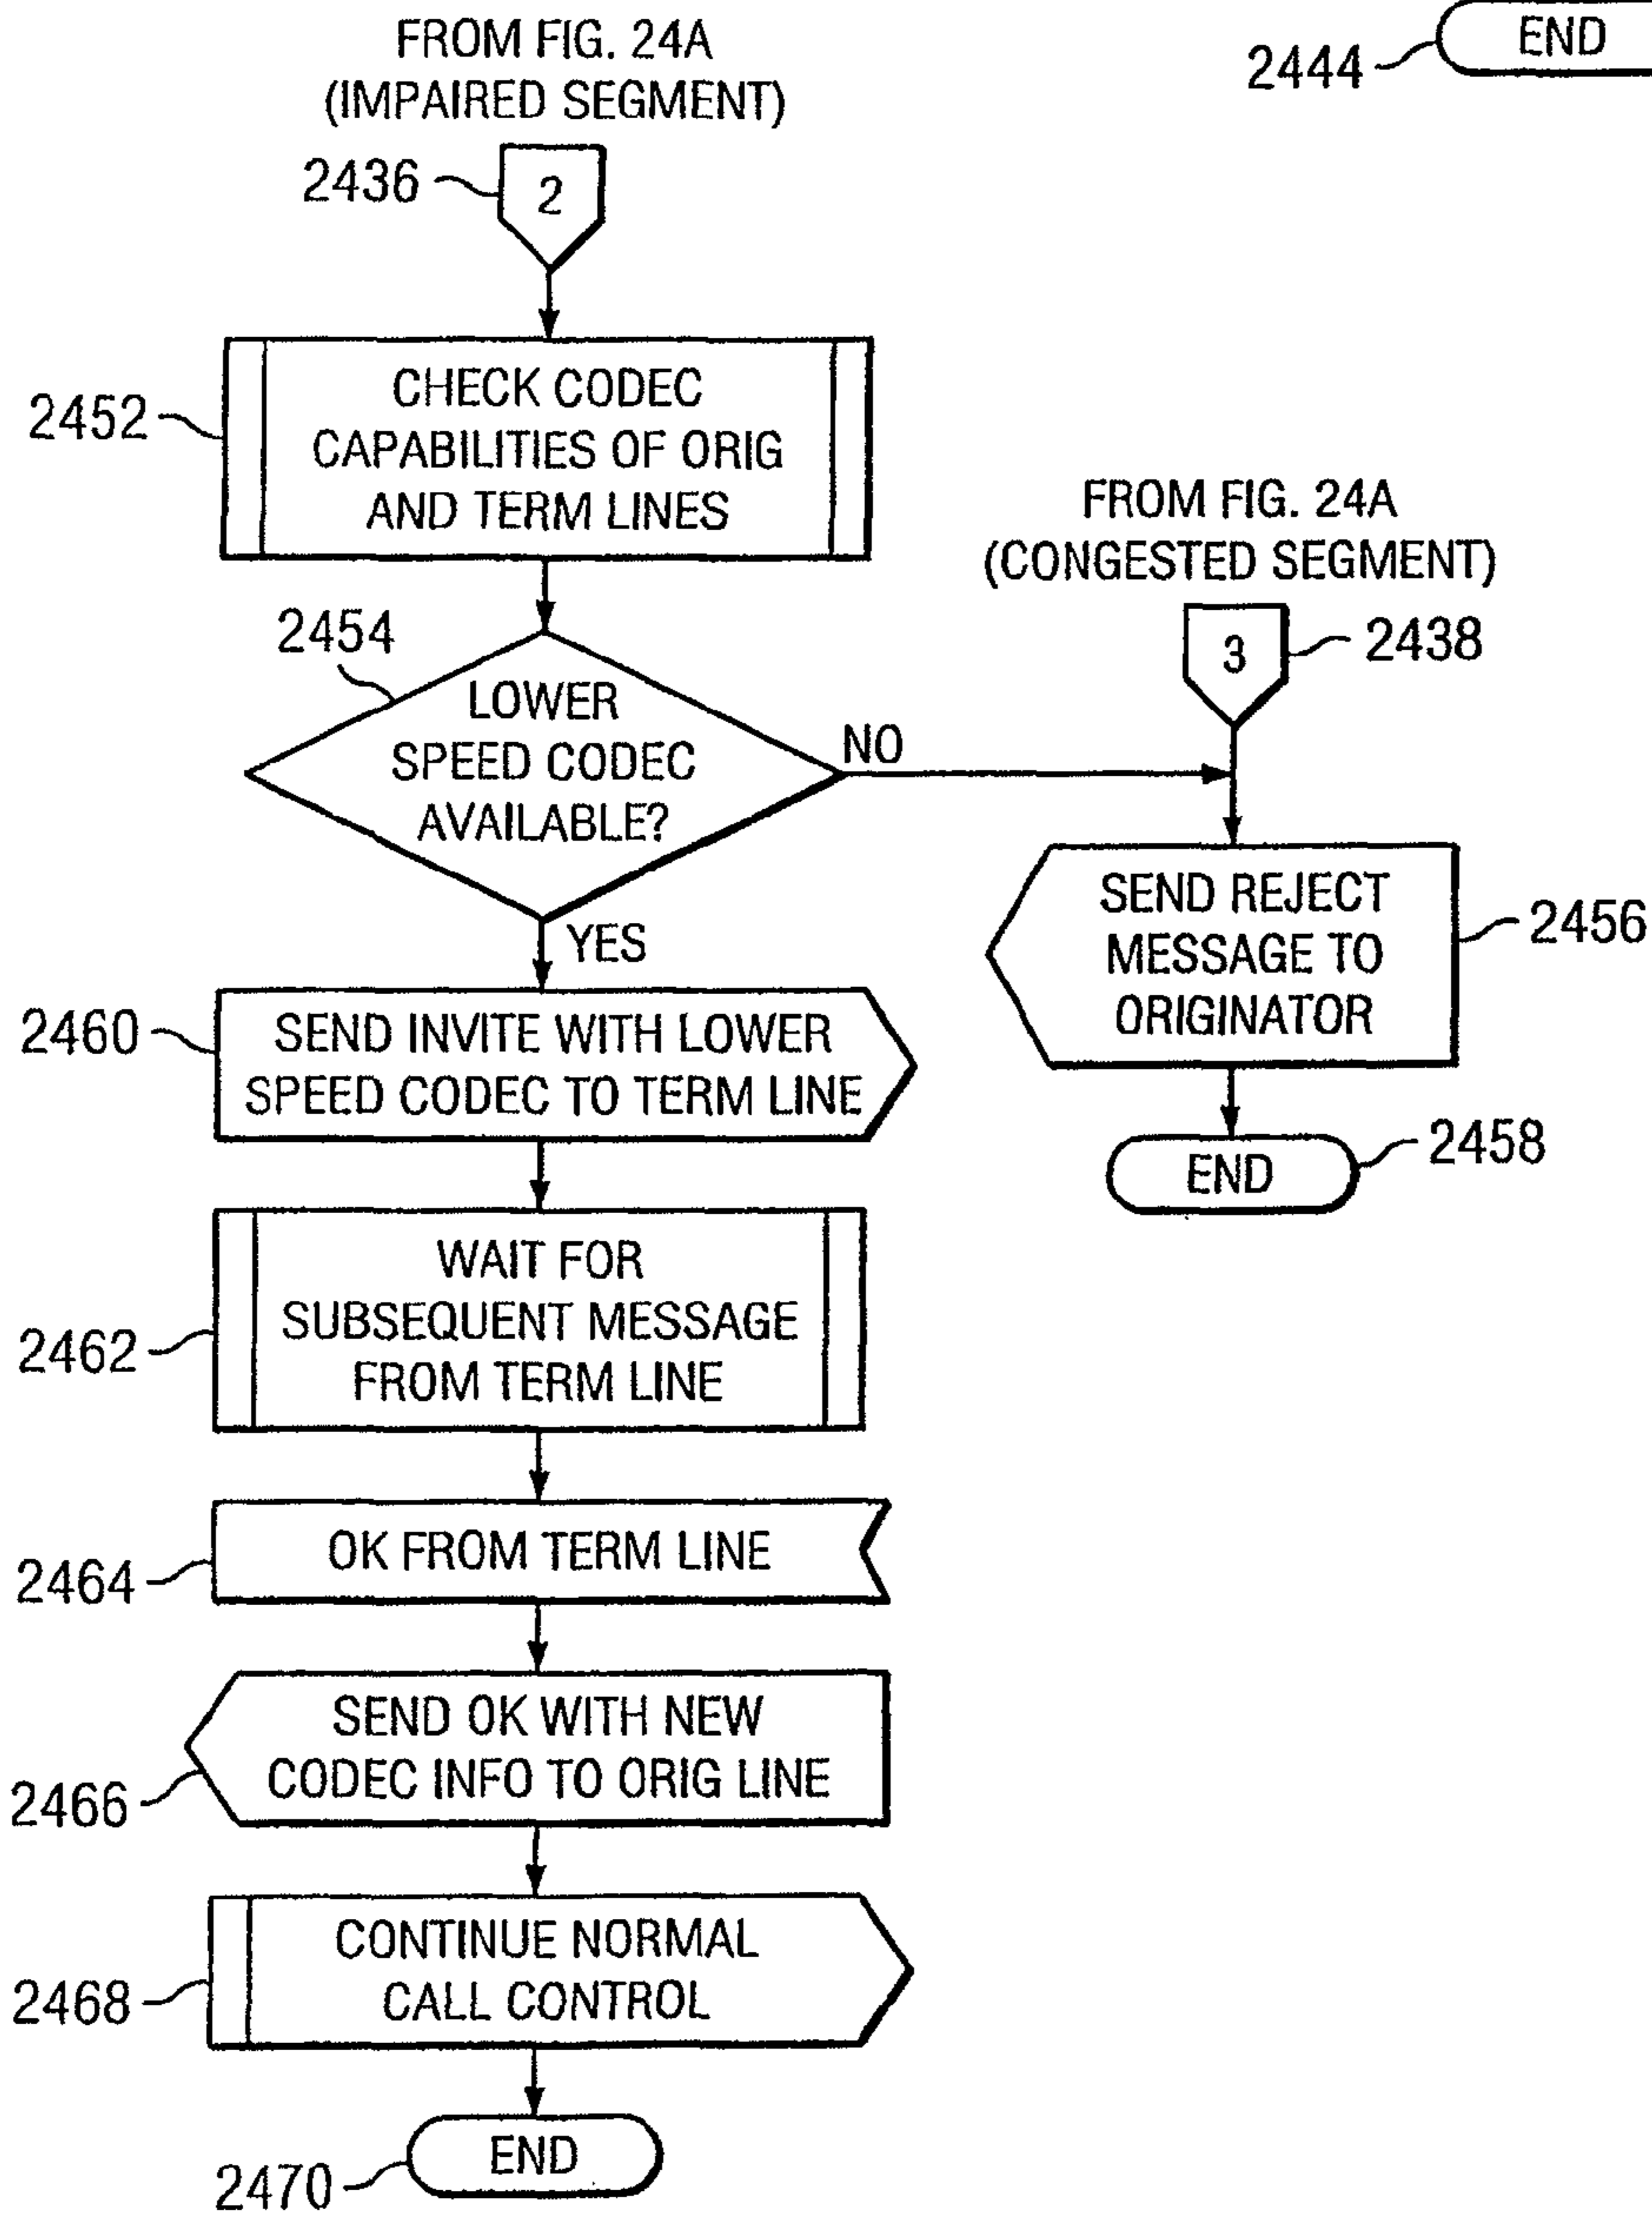 FROM FIG. 24A
(IMPAIRED SEGMENT)
2436
2
2444
END
2452
CHECK CODEC
CAPABILITIES OF ORIG
AND TERM LINES
2454
LOWER
SPEED CODEC
AVAILABLE?
NO
YES
FROM FIG. 24A
(CONGESTED SEGMENT)
3
2438
SEND REJECT
MESSAGE TO
ORIGINATOR
2456
END
2458
2460
SEND INVITE WITH LOWER
SPEED CODEC TO TERM LINE
2462
WAIT FOR
SUBSEQUENT MESSAGE
FROM TERM LINE
2464
OK FROM TERM LINE
2466
SEND OK WITH NEW
CODEC INFO TO ORIG LINE
2468
CONTINUE NORMAL
CALL CONTROL
2470
END